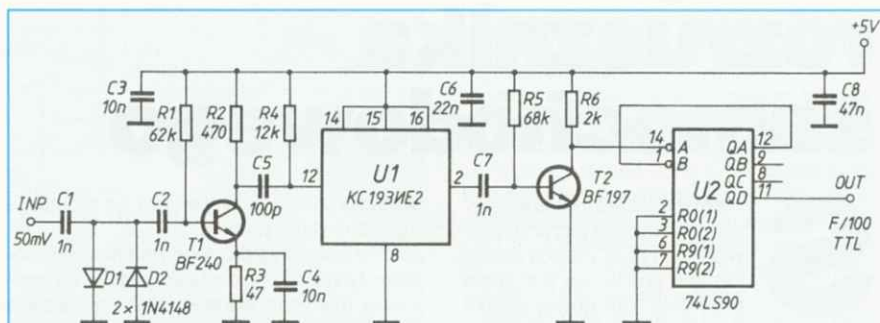 +5V
C3
10n
R1
62k
R2
470
R4
12k
14
15
16
C6
22n
R5
68k
R6
2k
C8
47n
C5
100p
12
U1
КС193ИЕ2
2
C7
1n
T2
BF197
14
1
A
B
QA
QB
QC
QD
12
9
8
11
U2
OUT
F/100
TTL
INP
50mV
C1
1n
C2
1n
T1
BF240
D1
D2
2×1N4148
R3
47
C4
10n
8
2
3
6
7
R0(1)
R0(2)
R9(1)
R9(2)
74LS90